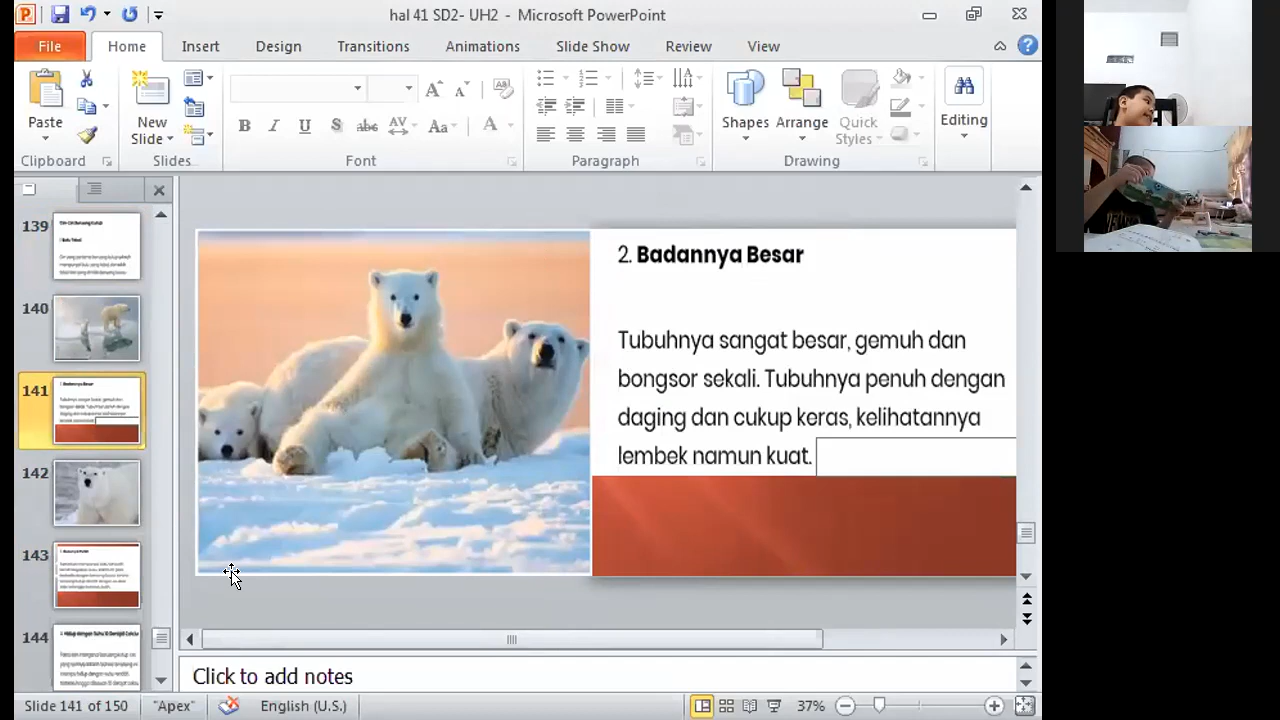 hal 41 SD2- UH2 - Microsoft PowerPoint
File Home Insert Design Transitions Animations Slide Show Review View
Paste
New Slide
Shapes Arrange Quick Styles
Editing
Clipboard Slides Font Paragraph Drawing
139
140
141
142
143
144
2. Badannya Besar
Tubuhnya sangat besar, gemuh dan
bongsor sekali. Tubuhnya penuh dengan
daging dan cukup keras, kelihatannya
lembek namun kuat.
Click to add notes
Slide 141 of 150 "Apex" English (U.S.) 37%